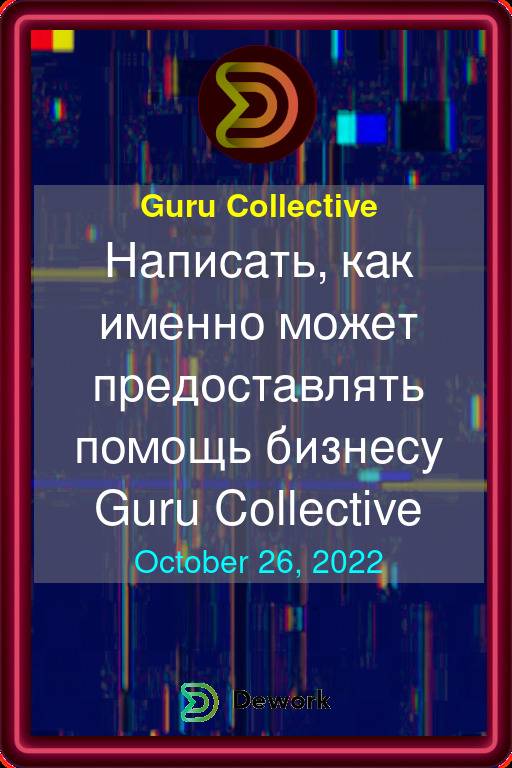 Guru Collective
Написать, как
именно может
предоставлять
помощь бизнесу
Guru Collective
October 26, 2022
Dework